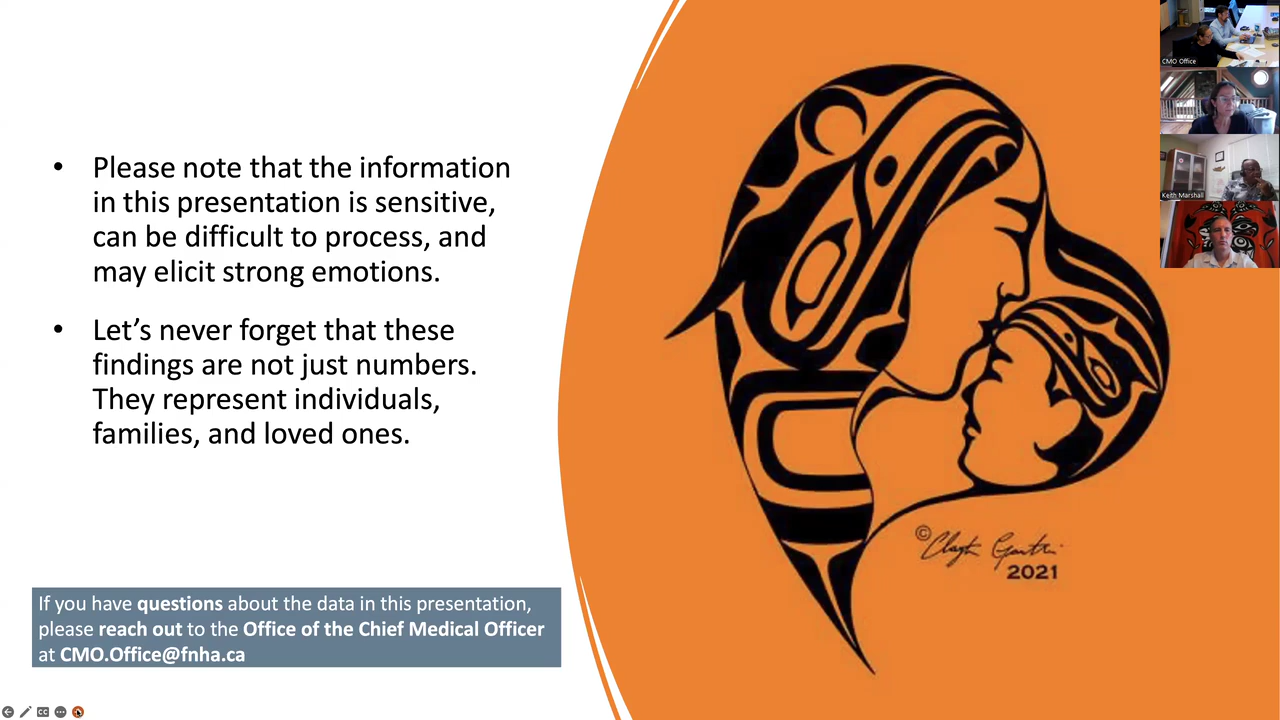 • Please note that the information
in this presentation is sensitive,
can be difficult to process, and
may elicit strong emotions.
• Let’s never forget that these
findings are not just numbers.
They represent individuals,
families, and loved ones.
If you have questions about the data in this presentation,
please reach out to the Office of the Chief Medical Officer
at CMO.Office@fnha.ca
©
2021
CMO Office
Keith Marshall
CC